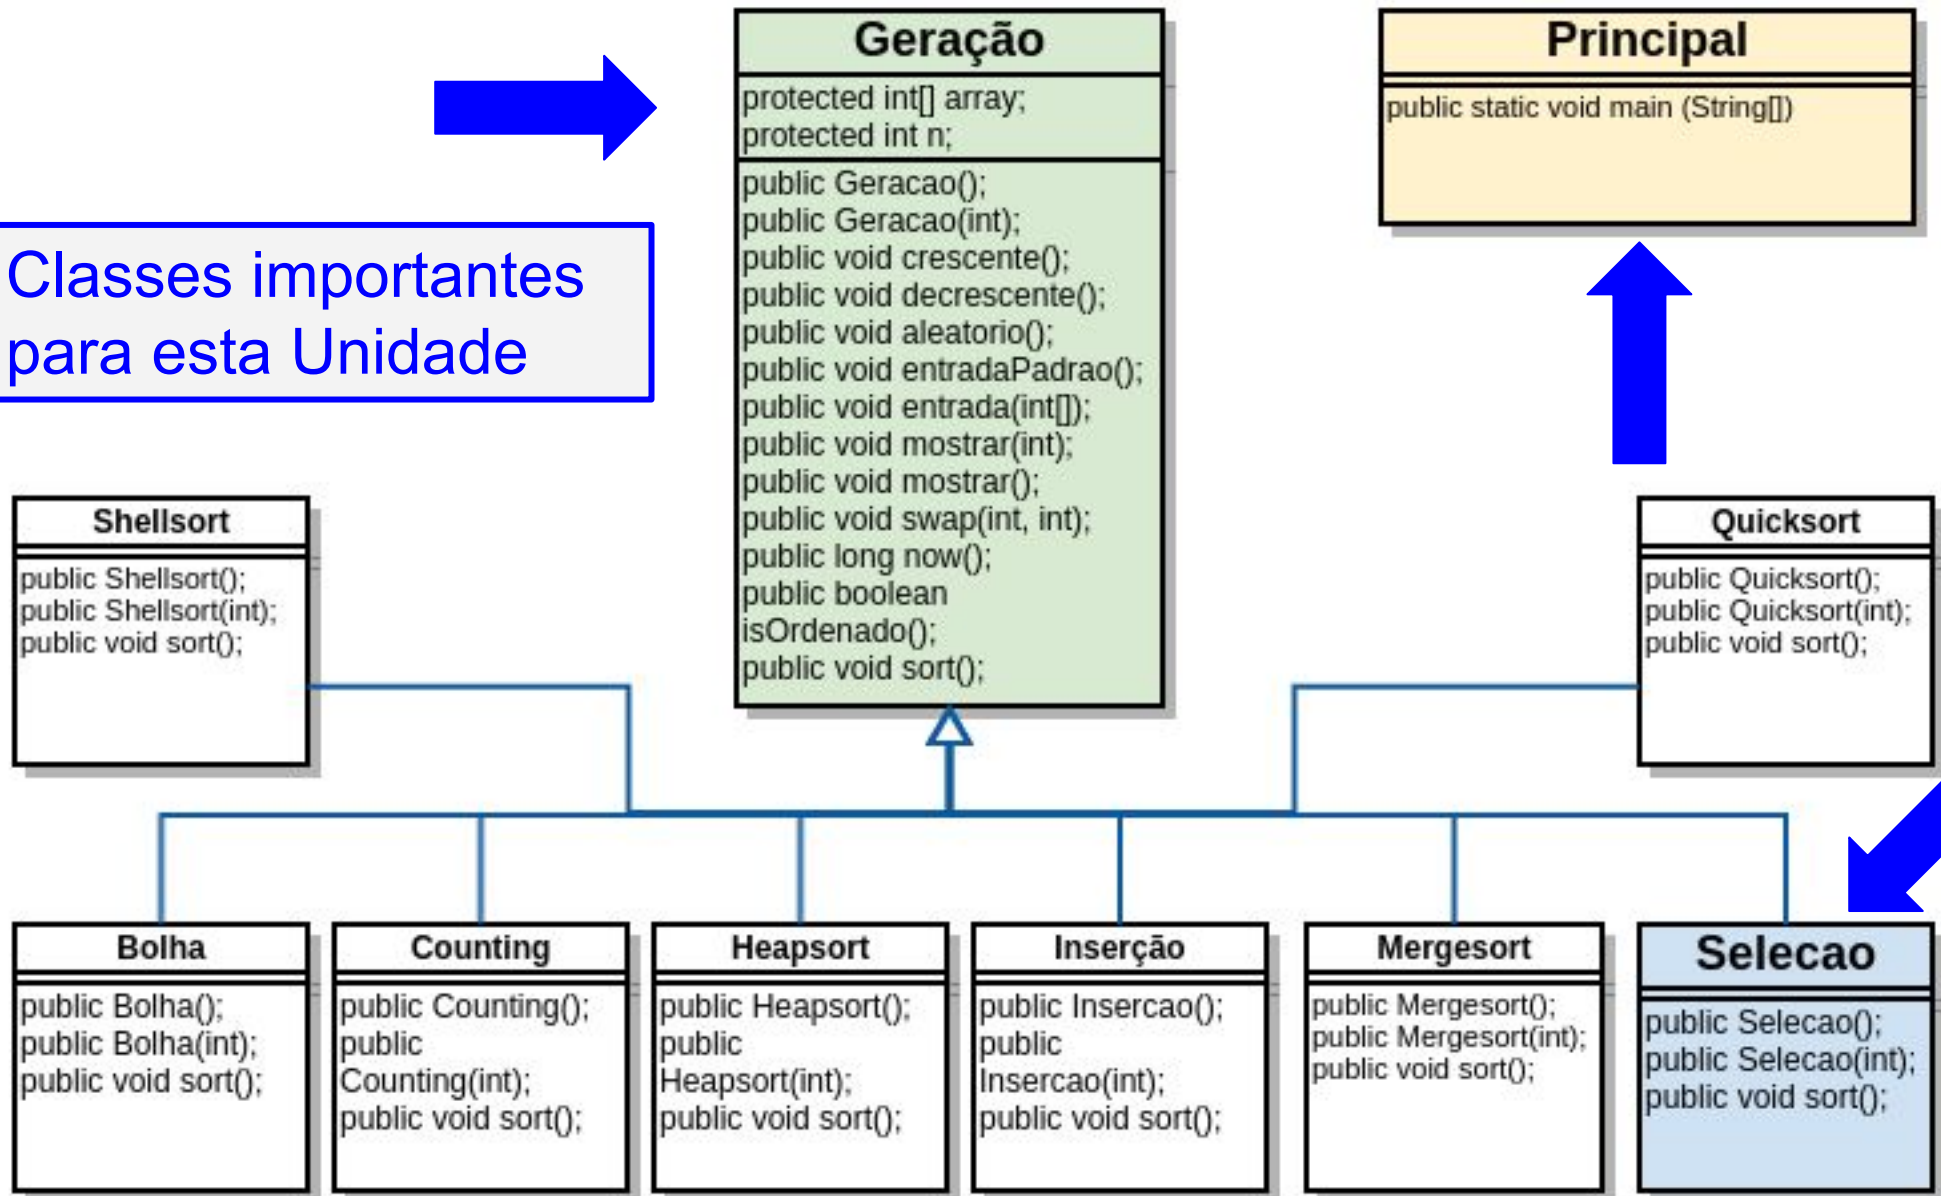 Geração
protected int[] array;
protected int n;
public Geracao();
public Geracao(int);
public void crescente();
public void decrescente();
public void aleatorio();
public void entradaPadrao();
public void entrada(int[]);
public void mostrar(int);
public void mostrar();
public void swap(int, int);
public long now();
public boolean
isOrdenado();
public void sort();
Principal
public static void main (String[])
Classes importantes
para esta Unidade
Shellsort
public Shellsort();
public Shellsort(int);
public void sort();
Quicksort
public Quicksort();
public Quicksort(int);
public void sort();
Bolha
public Bolha();
public Bolha(int);
public void sort();
Counting
public Counting();
public
Counting(int);
public void sort();
Heapsort
public Heapsort();
public
Heapsort(int);
public void sort();
Inserção
public Insercao();
public
Insercao(int);
public void sort();
Mergesort
public Mergesort();
public Mergesort(int);
public void sort();
Selecao
public Selecao();
public Selecao(int);
public void sort();